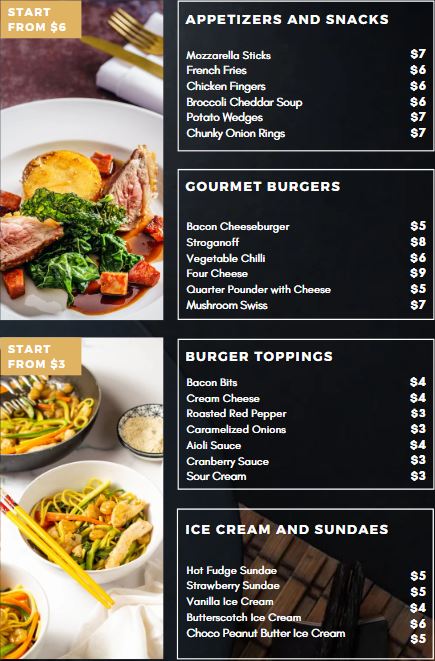 START
FROM $6
APPETIZERS AND SNACKS
Mozzarella Sticks $7
French Fries $6
Chicken Fingers $6
Broccoli Cheddar Soup $6
Potato Wedges $7
Chunky Onion Rings $7
GOURMET BURGERS
Bacon Cheeseburger $5
Stroganoff $8
Vegetable Chilli $6
Four Cheese $9
Quarter Pounder with Cheese $5
Mushroom Swiss $7
START
FROM $3
BURGER TOPPINGS
Bacon Bits $4
Cream Cheese $4
Roasted Red Pepper $3
Caramelized Onions $3
Aioli Sauce $4
Cranberry Sauce $3
Sour Cream $3
ICE CREAM AND SUNDAES
Hot Fudge Sundae $5
Strawberry Sundae $5
Vanilla Ice Cream $4
Butterscotch Ice Cream $6
Choco Peanut Butter Ice Cream $5